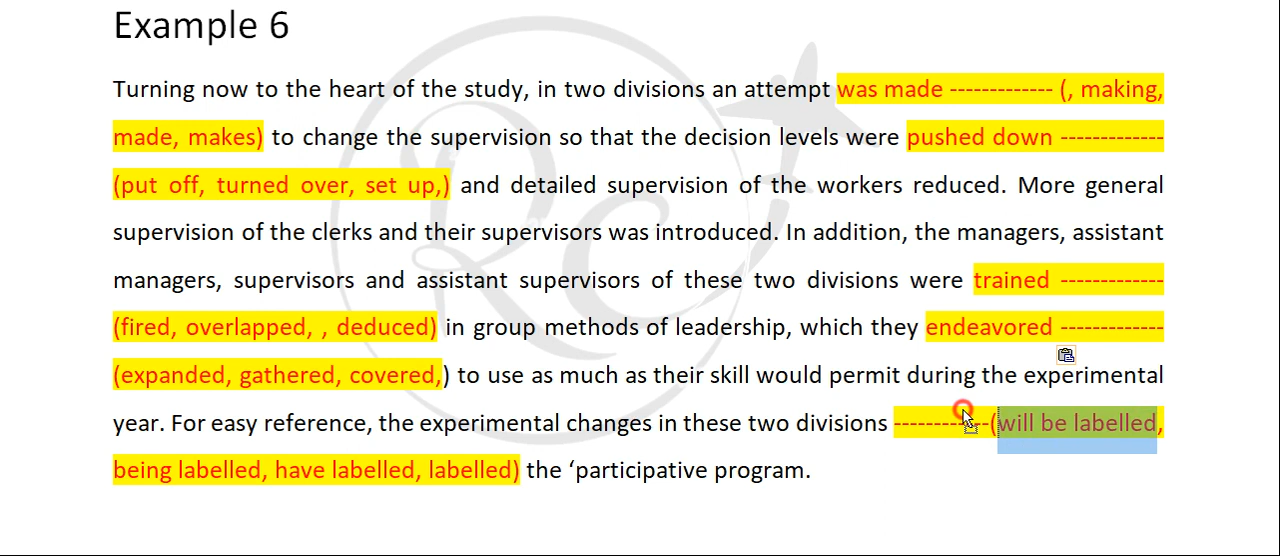 Example 6
Turning now to the heart of the study, in two divisions an attempt was made ------------- (, making,
made, makes) to change the supervision so that the decision levels were pushed down -------------
(put off, turned over, set up,) and detailed supervision of the workers reduced. More general
supervision of the clerks and their supervisors was introduced. In addition, the managers, assistant
managers, supervisors and assistant supervisors of these two divisions were trained -------------
(fired, overlapped, , deduced) in group methods of leadership, which they endeavored -------------
(expanded, gathered, covered,) to use as much as their skill would permit during the experimental
year. For easy reference, the experimental changes in these two divisions ------------(will be labelled,
being labelled, have labelled, labelled) the ‘participative program.